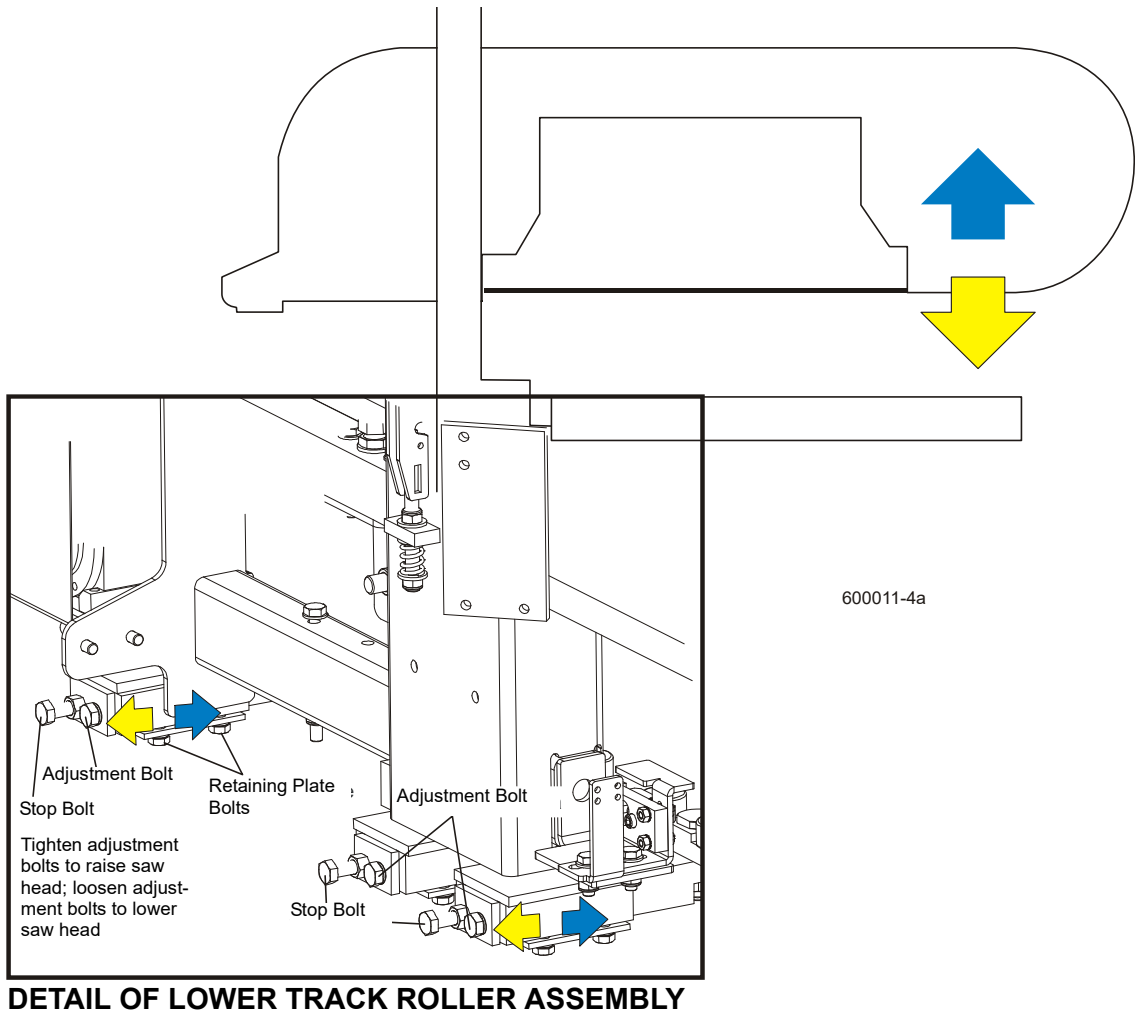 600011-4a
Adjustment Bolt
Stop Bolt
Retaining Plate
Bolts
Adjustment Bolt
Tighten adjustment
bolts to raise saw
head; loosen adjust-
ment bolts to lower
saw head
Stop Bolt
DETAIL OF LOWER TRACK ROLLER ASSEMBLY